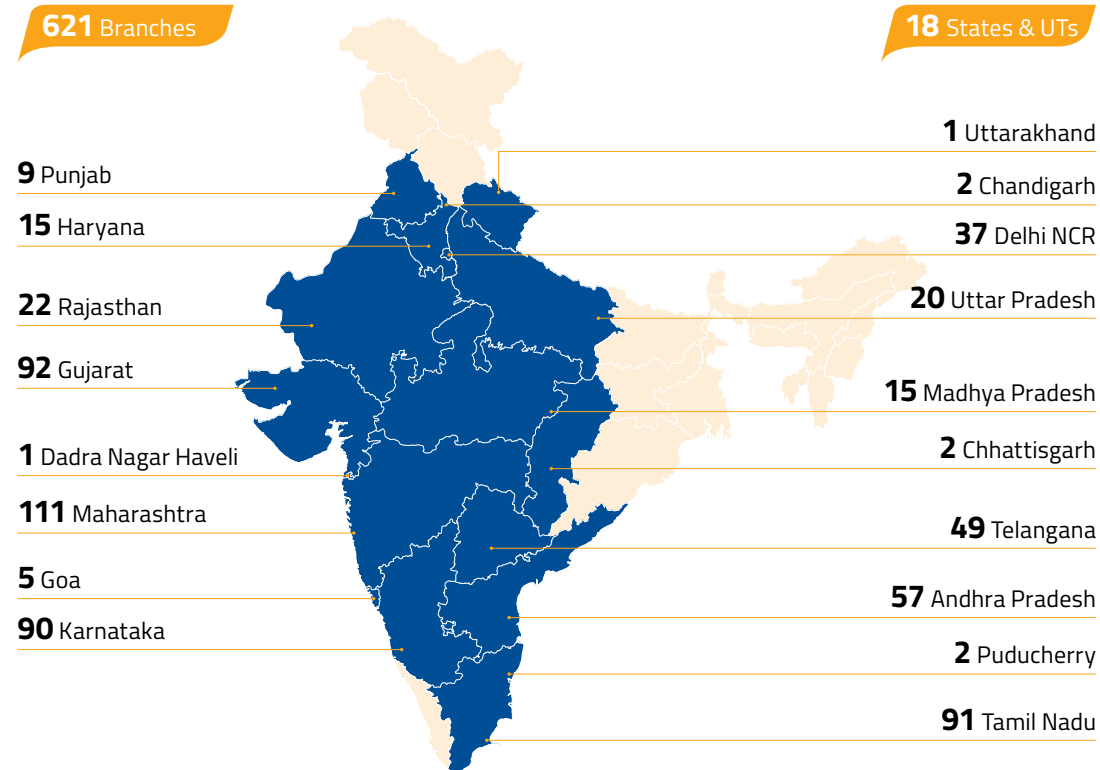 621 Branches
18 States & UTs
9 Punjab
15 Haryana
22 Rajasthan
92 Gujarat
1 Dadra Nagar Haveli
111 Maharashtra
5 Goa
90 Karnataka
1 Uttarakhand
2 Chandigarh
37 Delhi NCR
20 Uttar Pradesh
15 Madhya Pradesh
2 Chhattisgarh
49 Telangana
57 Andhra Pradesh
2 Puducherry
91 Tamil Nadu